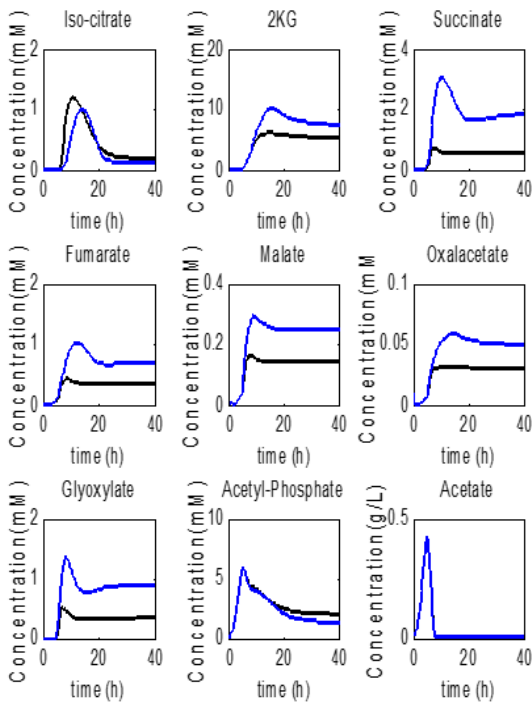 Iso-citrate 2KG Succinate
Concentration(mM) 2 1 0 0 20 40 time (h)
Concentration(mM) 20 10 0 0 20 40 time (h)
Concentration(mM) 4 2 0 0 20 40 time (h)
Fumarate Malate Oxalacetate
Concentration(mM) 2 1 0 0 20 40 time (h)
Concentration(mM) 0.4 0.2 0 0 20 40 time (h)
Concentration(mM 0.1 0.05 0 0 20 40 time (h)
Glyoxylate Acetyl-Phosphate Acetate
Concentration(mM) 2 1 0 0 20 40 time (h)
Concentration(mM) 10 5 0 0 20 40 time (h)
Concentration(g/L) 0.5 0 0 20 40 time (h)